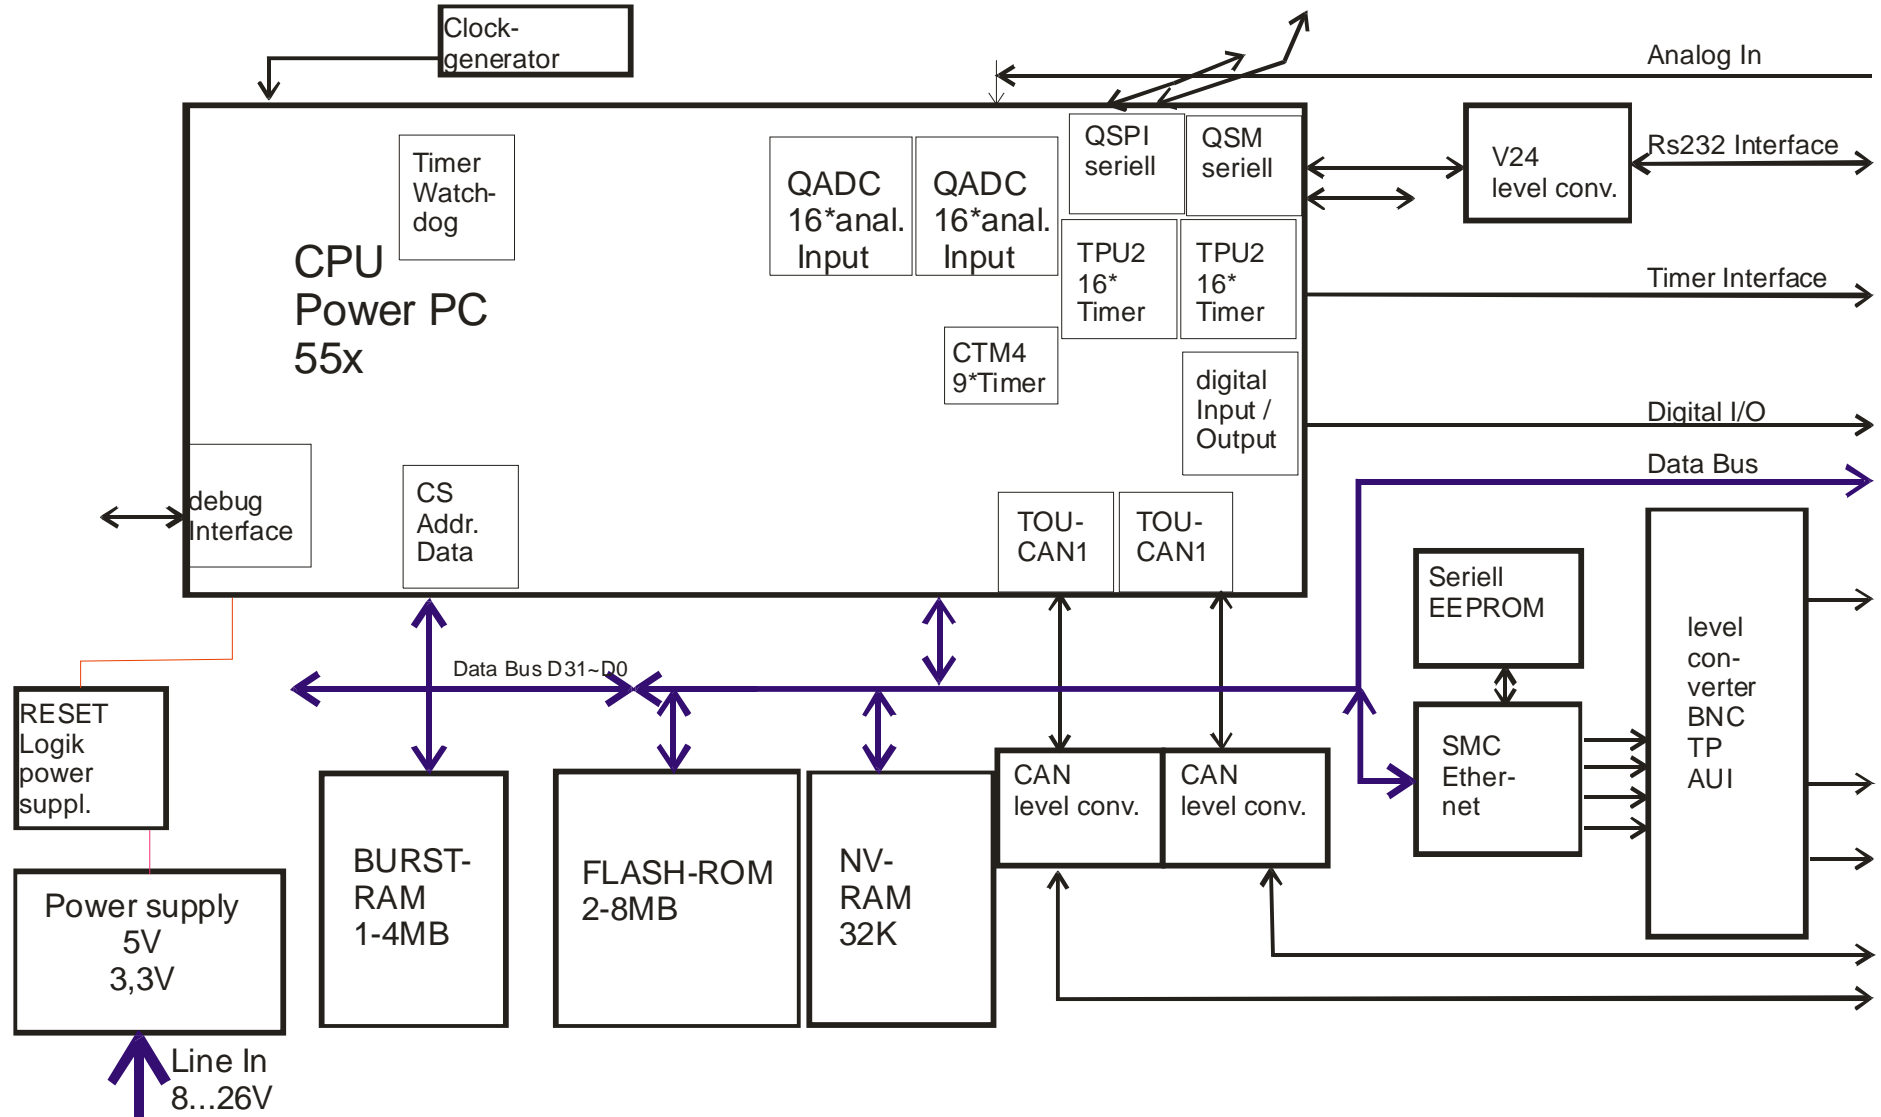 Clock-
generator
Analog In
Timer
Watch-
dog
QADC
16*anal.
Input
QADC
16*anal.
Input
QSPI
seriell
QSM
seriell
V24
level conv.
Rs232 Interface
CPU
Power PC
55x
TPU2
16*
Timer
TPU2
16*
Timer
Timer Interface
CTM4
9*Timer
digital
Input /
Output
Digital I/O
Data Bus
debug
Interface
CS
Addr.
Data
TOU-
CAN1
TOU-
CAN1
Seriell
EEPROM
level
con-
verter
BNC
TP
AUI
Data Bus D31~D0
RESET
Logik
power
suppl.
SMC
Ether-
net
CAN
level conv.
CAN
level conv.
BURST-
RAM
1-4MB
FLASH-ROM
2-8MB
NV-
RAM
32K
Power supply
5V
3,3V
Line In
8...26V